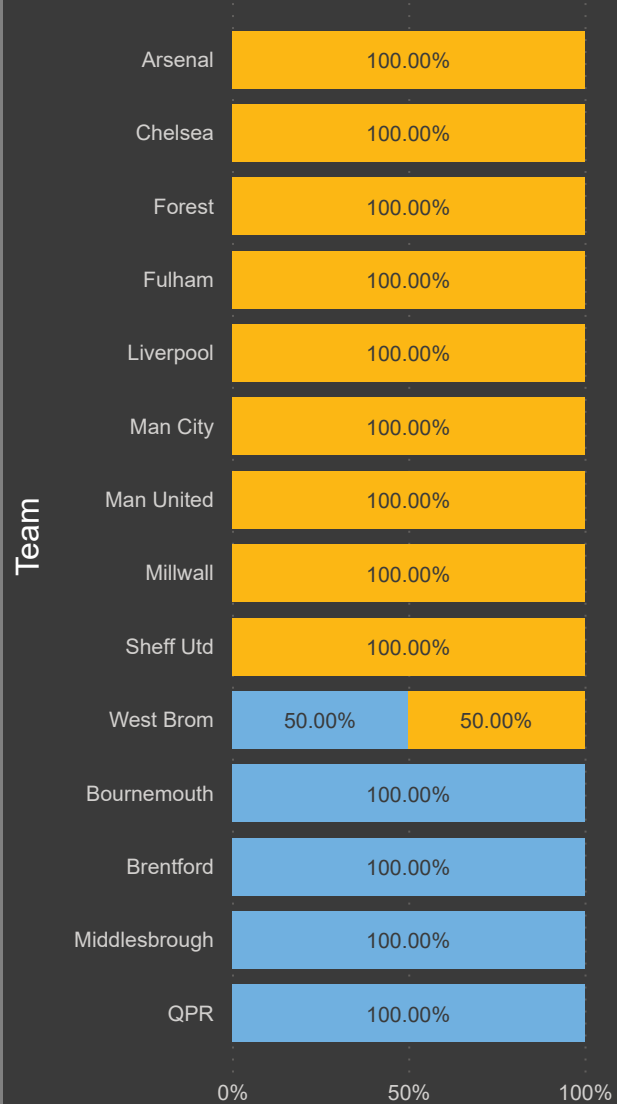 Team
Arsenal 100.00%
Chelsea 100.00%
Forest 100.00%
Fulham 100.00%
Liverpool 100.00%
Man City 100.00%
Man United 100.00%
Millwall 100.00%
Sheff Utd 100.00%
West Brom 50.00% 50.00%
Bournemouth 100.00%
Brentford 100.00%
Middlesbrough 100.00%
QPR 100.00%
0% 50% 100%